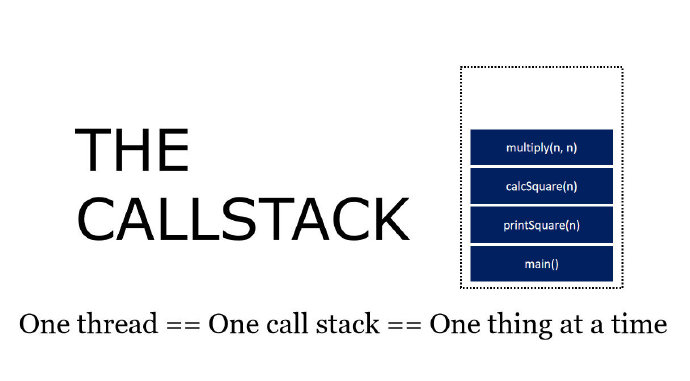 THE
CALLSTACK
multiply(n, n)
calcSquare(n)
printSquare(n)
main()
One thread == One call stack == One thing at a time